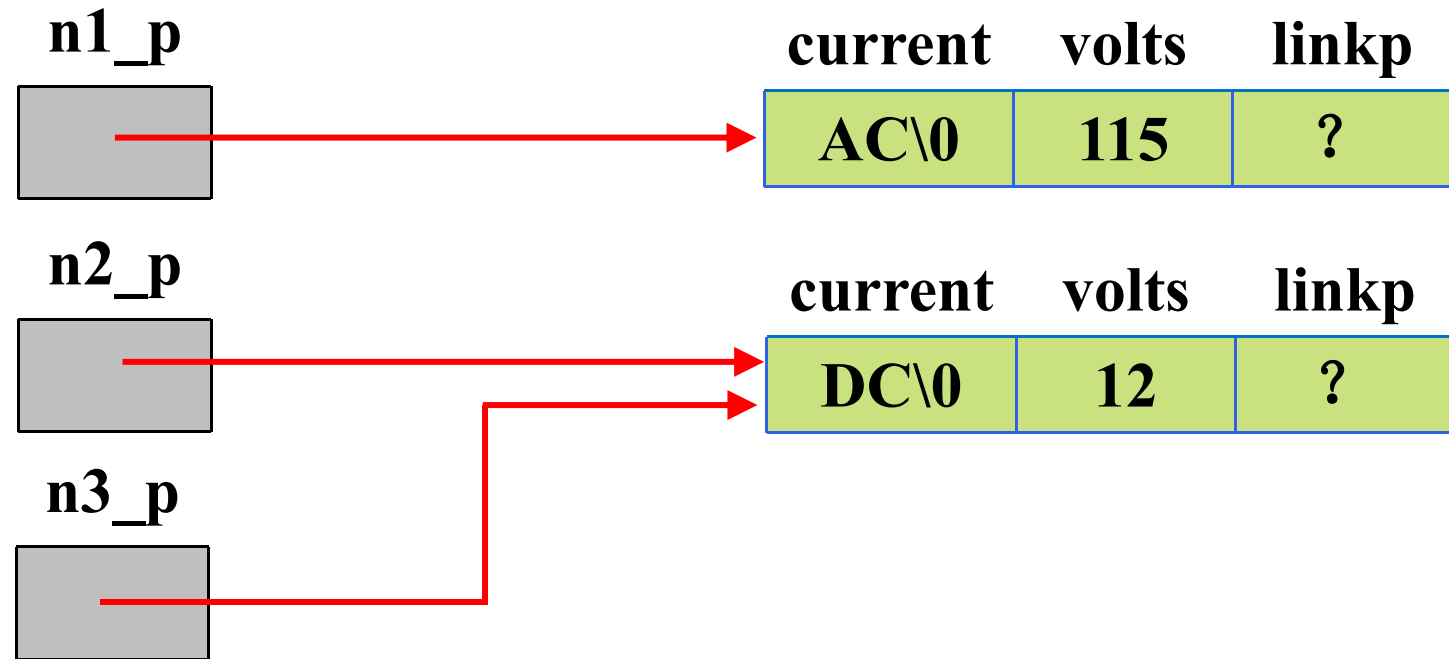 n1_p
current volts linkp
AC\0 115 ?
n2_p
current volts linkp
DC\0 12 ?
n3_p